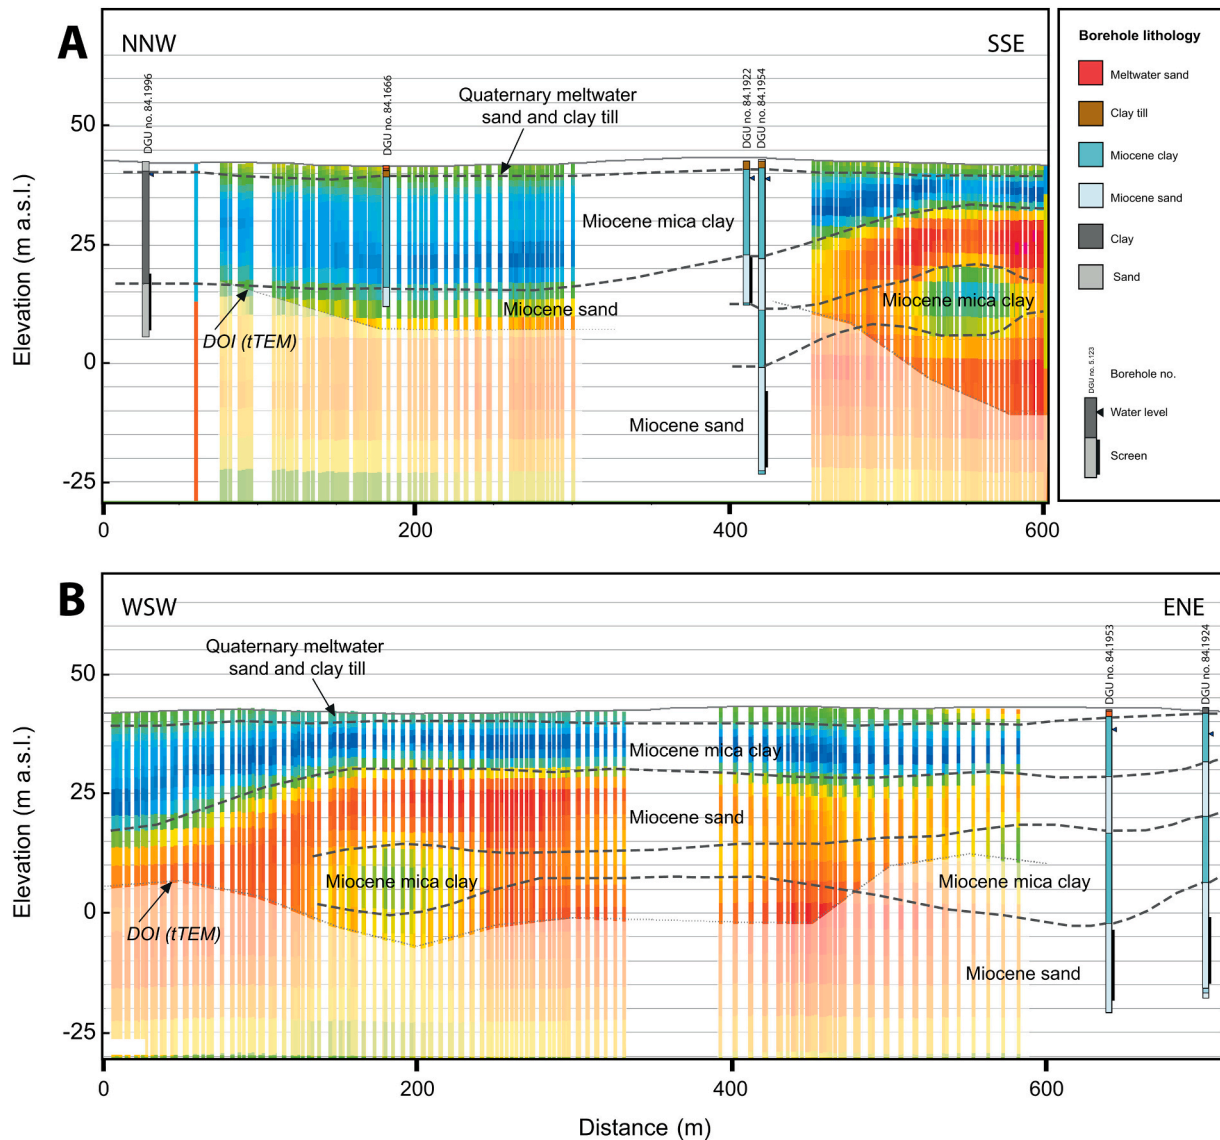 A
NNW
SSE
DGU no. 84.1996
DGU no. 84.1666
DGU no. 84.1922
DGU no. 84.1954
Quaternary meltwater
sand and clay till
Miocene mica clay
Miocene sand
Miocene mica clay
DOI (tTEM)
Miocene sand
Elevation (m a.s.l.)
50
25
0
-25
0
200
400
600
Borehole lithology
Meltwater sand
Clay till
Miocene clay
Miocene sand
Clay
Sand
DGU no. 5.123
Borehole no.
Water level
Screen
B
WSW
ENE
DGU no. 84.1953
DGU no. 84.1924
Quaternary meltwater
sand and clay till
Miocene mica clay
Miocene sand
Miocene mica clay
Miocene mica clay
DOI (tTEM)
Miocene sand
Elevation (m a.s.l.)
50
25
0
-25
0
200
400
600
Distance (m)